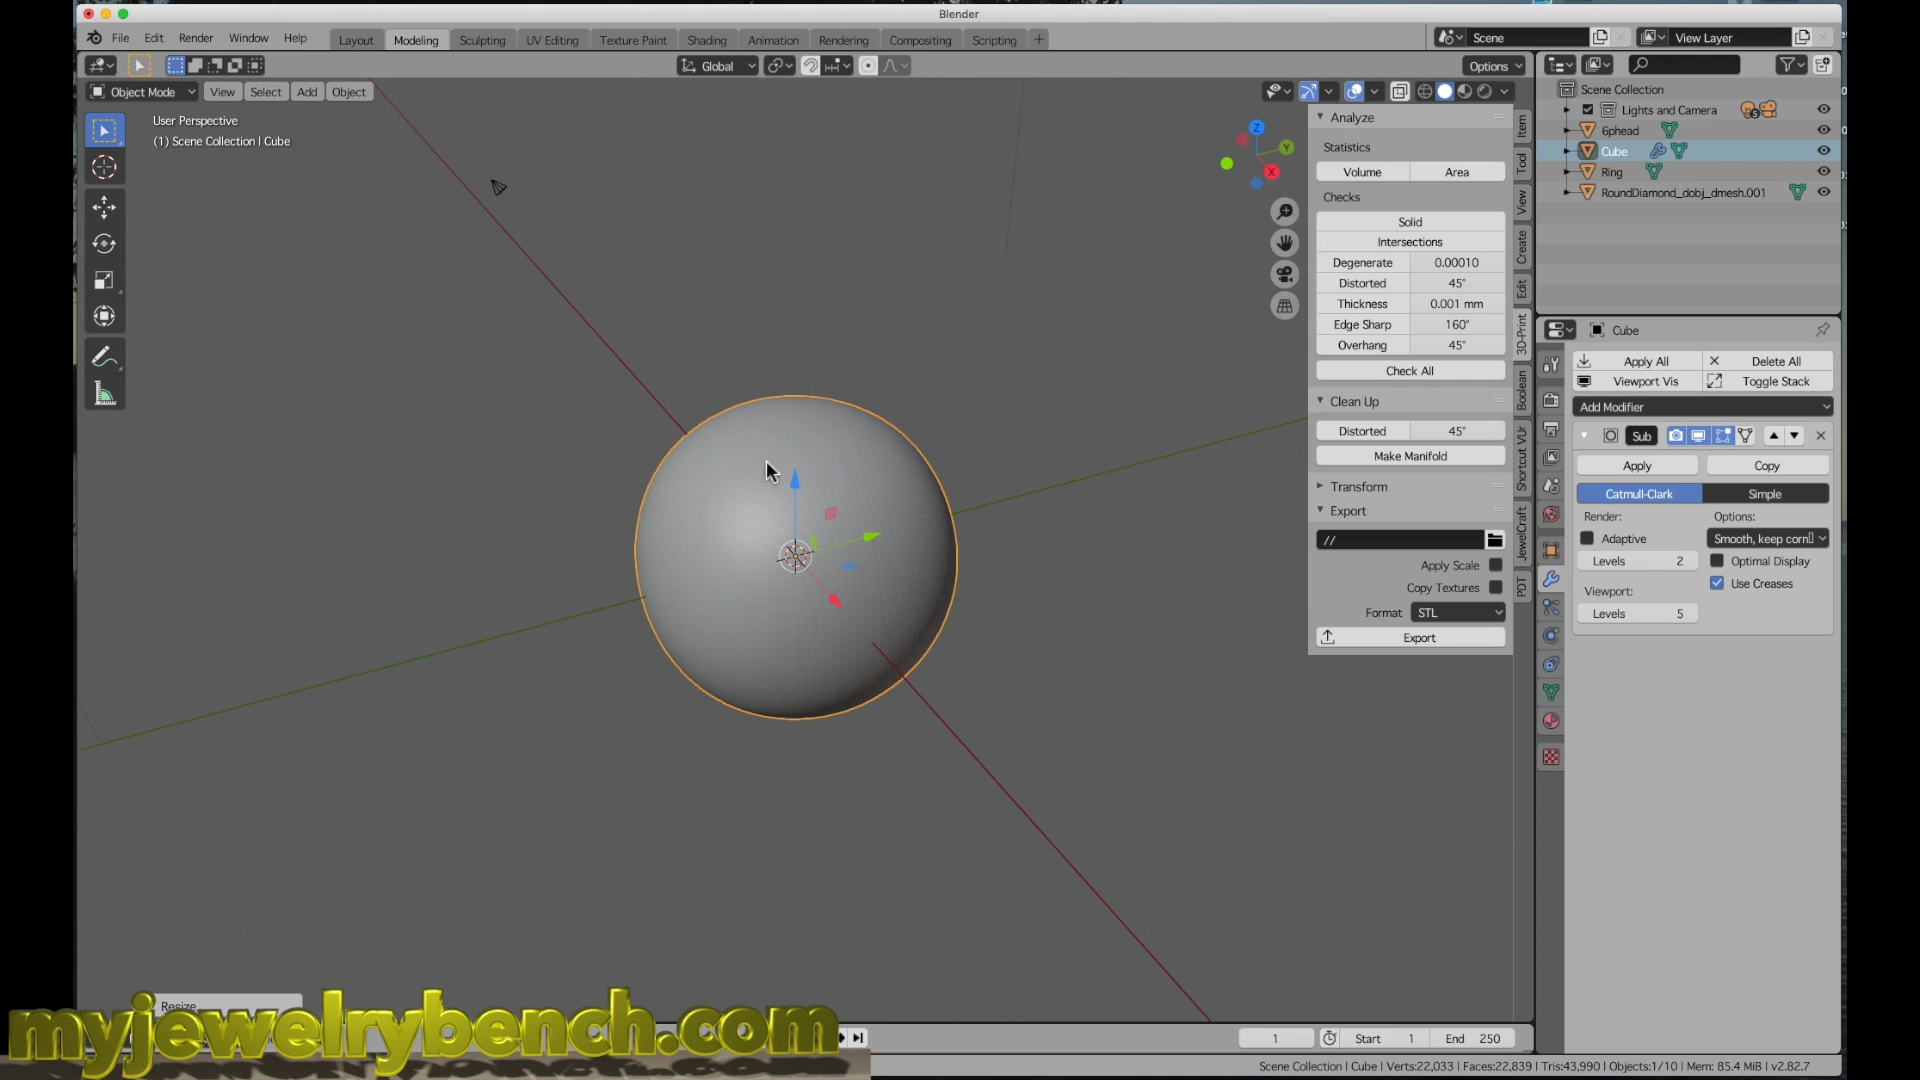 Blender
File Edit Render Window Help Layout Modeling Sculpting UV Editing Texture Paint Shading Animation Rendering Compositing Scripting + Scene View Layer
Global Options
Object Mode View Select Add Object
User Perspective
(1) Scene Collection | Cube
Z
Y
X
Analyze
Statistics
Volume Area
Checks
Solid
Intersections
Degenerate 0.00010
Distorted 45°
Thickness 0.001 mm
Edge Sharp 160°
Overhang 45°
Check All
Clean Up
Distorted 45°
Make Manifold
Transform
Export
//
Apply Scale
Copy Textures
Format STL
Export
Item
Tool
View
Create
Edit
3D-Print
Boolean
Shortcut VUr
JewelCraft
PDT
Scene Collection
Lights and Camera 5
6phead
Cube
Ring
RoundDiamond_dobj_dmesh.001
Cube
Apply All Delete All
Viewport Vis Toggle Stack
Add Modifier
Sub
Apply Copy
Catmull-Clark Simple
Render: Options:
Adaptive Smooth, keep corn
Levels 2 Optimal Display
Viewport: Use Creases
Levels 5
Resize
myjewelrybench.com
1 Start 1 End 250
Scene Collection | Cube | Verts:22,033 | Faces:22,839 | Tris:43,990 | Objects:1/10 | Mem: 85.4 MiB | v2.82.7